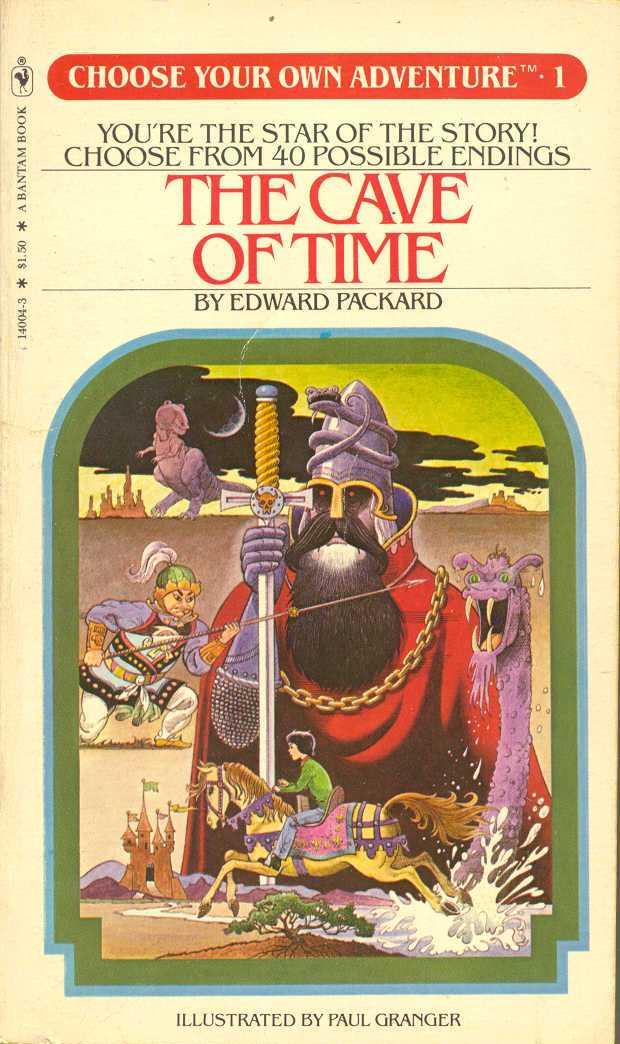 CHOOSE YOUR OWN ADVENTURE™ · 1
YOU'RE THE STAR OF THE STORY!
CHOOSE FROM 40 POSSIBLE ENDINGS
THE CAVE
OF TIME
BY EDWARD PACKARD
14004-3 * $1.50 * A BANTAM BOOK
®
ILLUSTRATED BY PAUL GRANGER